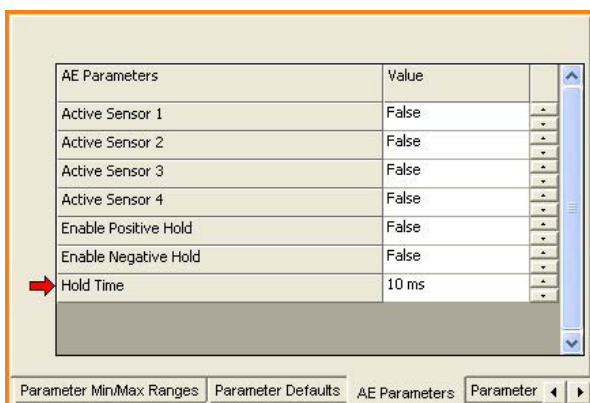 AE Parameters Value
Active Sensor 1 False
Active Sensor 2 False
Active Sensor 3 False
Active Sensor 4 False
Enable Positive Hold False
Enable Negative Hold False
Hold Time 10 ms
Parameter Min/Max Ranges Parameter Defaults AE Parameters Parameter